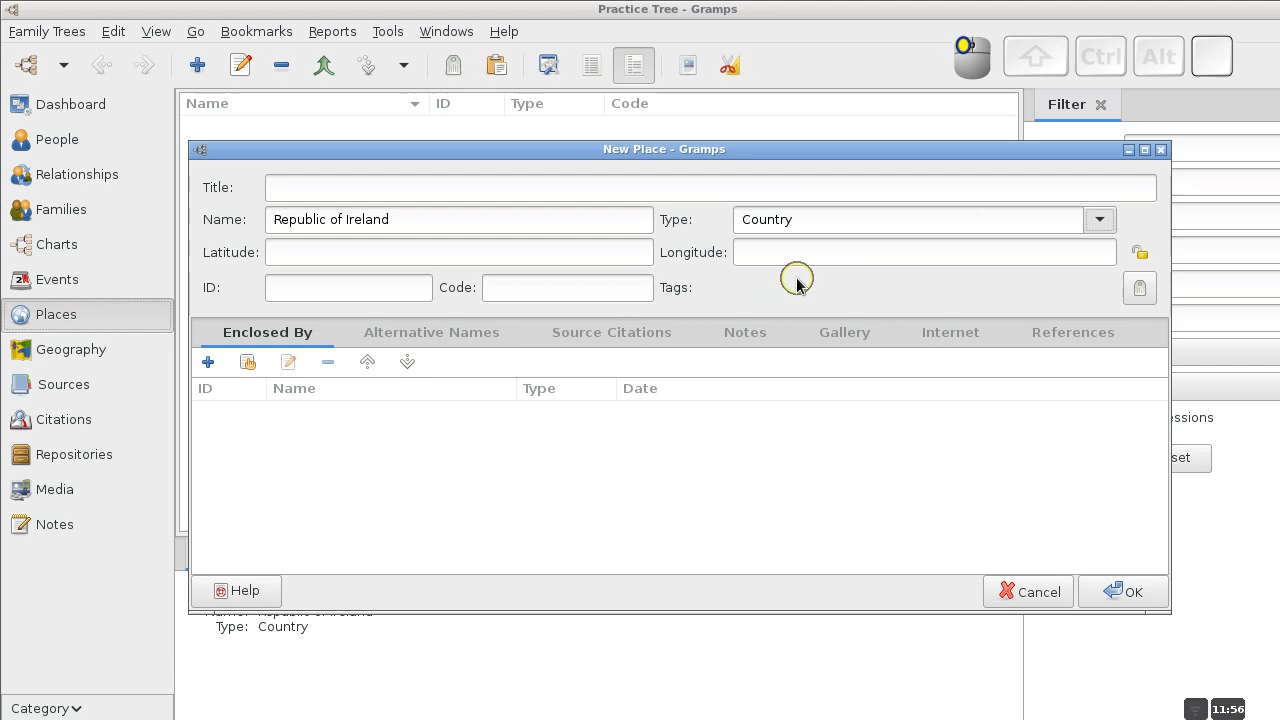 Practice Tree - Gramps
Family Trees Edit View Go Bookmarks Reports Tools Windows Help
Ctrl Alt
Dashboard
People
Relationships
Families
Charts
Events
Places
Geography
Sources
Citations
Repositories
Media
Notes
Category
Name ID Type Code
Filter
New Place - Gramps
Title:
Name: Republic of Ireland Type: Country
Latitude: Longitude:
ID: Code: Tags:
Enclosed By Alternative Names Source Citations Notes Gallery Internet References
ID Name Type Date
Help Cancel OK
Type: Country
11:56